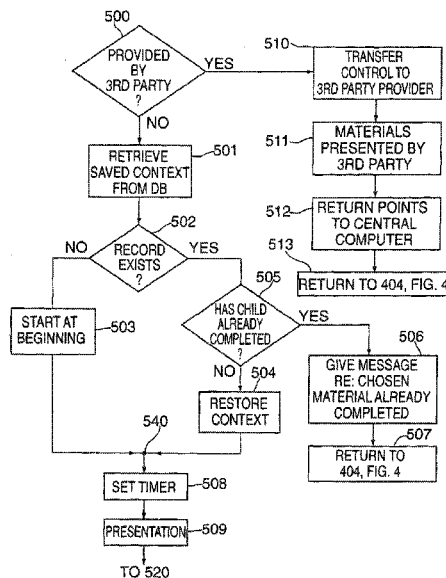 500
PROVIDED
BY
3RD PARTY
?
YES
NO
510
TRANSFER
CONTROL TO
3RD PARTY PROVIDER
511
MATERIALS
PRESENTED BY
3RD PARTY
512
RETURN POINTS
TO CENTRAL
COMPUTER
513
RETURN TO 404, FIG. 4
501
RETRIEVE
SAVED CONTEXT
FROM DB
502
RECORD
EXISTS
?
NO
YES
503
START AT
BEGINNING
505
HAS CHILD
ALREADY
COMPLETED
?
YES
NO
504
RESTORE
CONTEXT
506
GIVE MESSAGE
RE: CHOSEN
MATERIAL ALREADY
COMPLETED
507
RETURN TO
404, FIG. 4
540
SET TIMER
508
PRESENTATION
509
TO 520